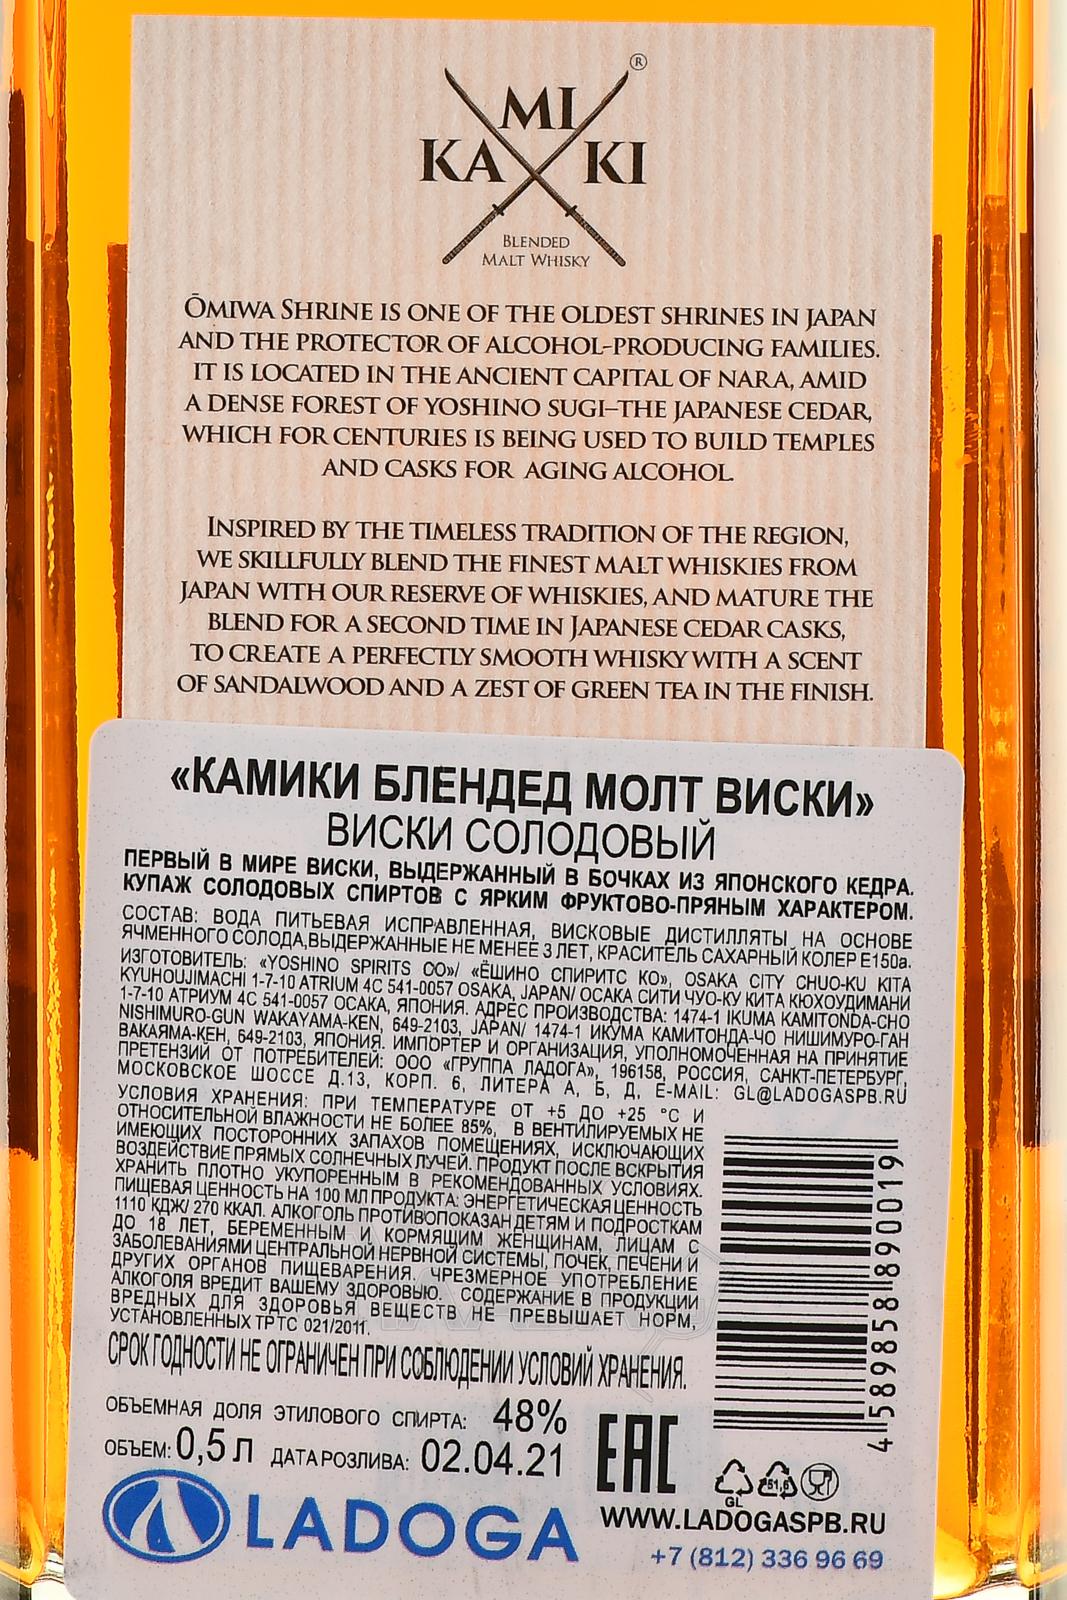 MI
KA KI
®
BLENDED
MALT WHISKY
ŌMIWA SHRINE IS ONE OF THE OLDEST SHRINES IN JAPAN
AND THE PROTECTOR OF ALCOHOL-PRODUCING FAMILIES.
IT IS LOCATED IN THE ANCIENT CAPITAL OF NARA, AMID
A DENSE FOREST OF YOSHINO SUGI–THE JAPANESE CEDAR,
WHICH FOR CENTURIES IS BEING USED TO BUILD TEMPLES
AND CASKS FOR AGING ALCOHOL.
INSPIRED BY THE TIMELESS TRADITION OF THE REGION,
WE SKILLFULLY BLEND THE FINEST MALT WHISKIES FROM
JAPAN WITH OUR RESERVE OF WHISKIES, AND MATURE THE
BLEND FOR A SECOND TIME IN JAPANESE CEDAR CASKS,
TO CREATE A PERFECTLY SMOOTH WHISKY WITH A SCENT
OF SANDALWOOD AND A ZEST OF GREEN TEA IN THE FINISH.
«КАМИКИ БЛЕНДЕД МОЛТ ВИСКИ»
ВИСКИ СОЛОДОВЫЙ
ПЕРВЫЙ В МИРЕ ВИСКИ, ВЫДЕРЖАННЫЙ В БОЧКАХ ИЗ ЯПОНСКОГО КЕДРА.
КУПАЖ СОЛОДОВЫХ СПИРТОВ С ЯРКИМ ФРУКТОВО-ПРЯНЫМ ХАРАКТЕРОМ.
СОСТАВ: ВОДА ПИТЬЕВАЯ ИСПРАВЛЕННАЯ, ВИСКОВЫЕ ДИСТИЛЛЯТЫ НА ОСНОВЕ
ЯЧМЕННОГО СОЛОДА,ВЫДЕРЖАННЫЕ НЕ МЕНЕЕ 3 ЛЕТ, КРАСИТЕЛЬ САХАРНЫЙ КОЛЕР Е150а.
ИЗГОТОВИТЕЛЬ: «YOSHINO SPIRITS CO»/ «ЁШИНО СПИРИТС КО», OSAKA CITY CHUO-KU KITA
KYUHOUJIMACHI 1-7-10 ATRIUM 4C 541-0057 OSAKA, JAPAN/ ОСАКА СИТИ ЧУО-КУ КИТА КЮХОУДИМАНИ
1-7-10 АТРИУМ 4С 541-0057 ОСАКА, ЯПОНИЯ. АДРЕС ПРОИЗВОДСТВА: 1474-1 IKUMA KAMITONDA-CHO
NISHIMURO-GUN WAKAYAMA-KEN, 649-2103, JAPAN/ 1474-1 ИКУМА КАМИТОНДА-ЧО НИШИМУРО-ГАН
ВАКАЯМА-КЕН, 649-2103, ЯПОНИЯ. ИМПОРТЕР И ОРГАНИЗАЦИЯ, УПОЛНОМОЧЕННАЯ НА ПРИНЯТИЕ
ПРЕТЕНЗИЙ ОТ ПОТРЕБИТЕЛЕЙ: ООО «ГРУППА ЛАДОГА», 196158, РОССИЯ, САНКТ-ПЕТЕРБУРГ,
МОСКОВСКОЕ ШОССЕ Д.13, КОРП. 6, ЛИТЕРА А, Б, Д, E-MAIL: GL@LADOGASPB.RU
УСЛОВИЯ ХРАНЕНИЯ: ПРИ ТЕМПЕРАТУРЕ ОТ +5 ДО +25 °С И
ОТНОСИТЕЛЬНОЙ ВЛАЖНОСТИ НЕ БОЛЕЕ 85%, В ВЕНТИЛИРУЕМЫХ НЕ
ИМЕЮЩИХ ПОСТОРОННИХ ЗАПАХОВ ПОМЕЩЕНИЯХ, ИСКЛЮЧАЮЩИХ
ВОЗДЕЙСТВИЕ ПРЯМЫХ СОЛНЕЧНЫХ ЛУЧЕЙ. ПРОДУКТ ПОСЛЕ ВСКРЫТИЯ
ХРАНИТЬ ПЛОТНО УКУПОРЕННЫМ В РЕКОМЕНДОВАННЫХ УСЛОВИЯХ.
ПИЩЕВАЯ ЦЕННОСТЬ НА 100 МЛ ПРОДУКТА: ЭНЕРГЕТИЧЕСКАЯ ЦЕННОСТЬ
1110 КДЖ/ 270 ККАЛ. АЛКОГОЛЬ ПРОТИВОПОКАЗАН ДЕТЯМ И ПОДРОСТКАМ
ДО 18 ЛЕТ, БЕРЕМЕННЫМ И КОРМЯЩИМ ЖЕНЩИНАМ, ЛИЦАМ С
ЗАБОЛЕВАНИЯМИ ЦЕНТРАЛЬНОЙ НЕРВНОЙ СИСТЕМЫ, ПОЧЕК, ПЕЧЕНИ И
ДРУГИХ ОРГАНОВ ПИЩЕВАРЕНИЯ. ЧРЕЗМЕРНОЕ УПОТРЕБЛЕНИЕ
АЛКОГОЛЯ ВРЕДИТ ВАШЕМУ ЗДОРОВЬЮ. СОДЕРЖАНИЕ В ПРОДУКЦИИ
ВРЕДНЫХ ДЛЯ ЗДОРОВЬЯ ВЕЩЕСТВ НЕ ПРЕВЫШАЕТ НОРМ,
УСТАНОВЛЕННЫХ ТР ТС 021/2011.
СРОК ГОДНОСТИ НЕ ОГРАНИЧЕН ПРИ СОБЛЮДЕНИИ УСЛОВИЙ ХРАНЕНИЯ.
ОБЪЕМНАЯ ДОЛЯ ЭТИЛОВОГО СПИРТА: 48%
ОБЪЕМ: 0,5 Л ДАТА РОЗЛИВА: 02.04.21
4 589858 890019
EAC
GL
LADOGA
WWW.LADOGASPB.RU
+7 (812) 336 96 69